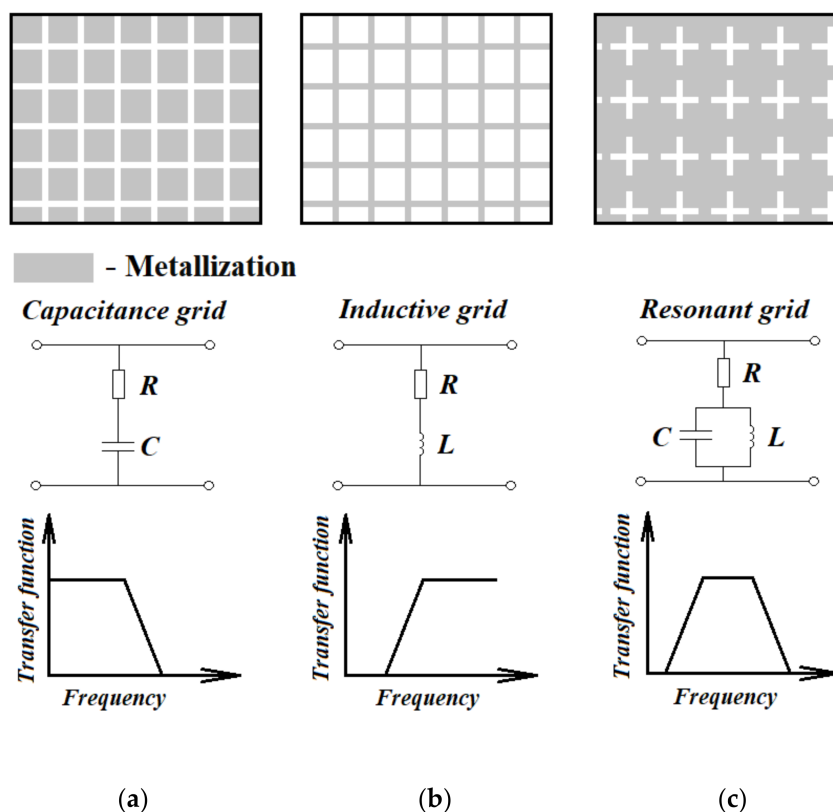 - Metallization
Capacitance grid
Inductive grid
Resonant grid
R
C
R
L
R
C
L
Transfer function
Frequency
Transfer function
Frequency
Transfer function
Frequency
(a)
(b)
(c)